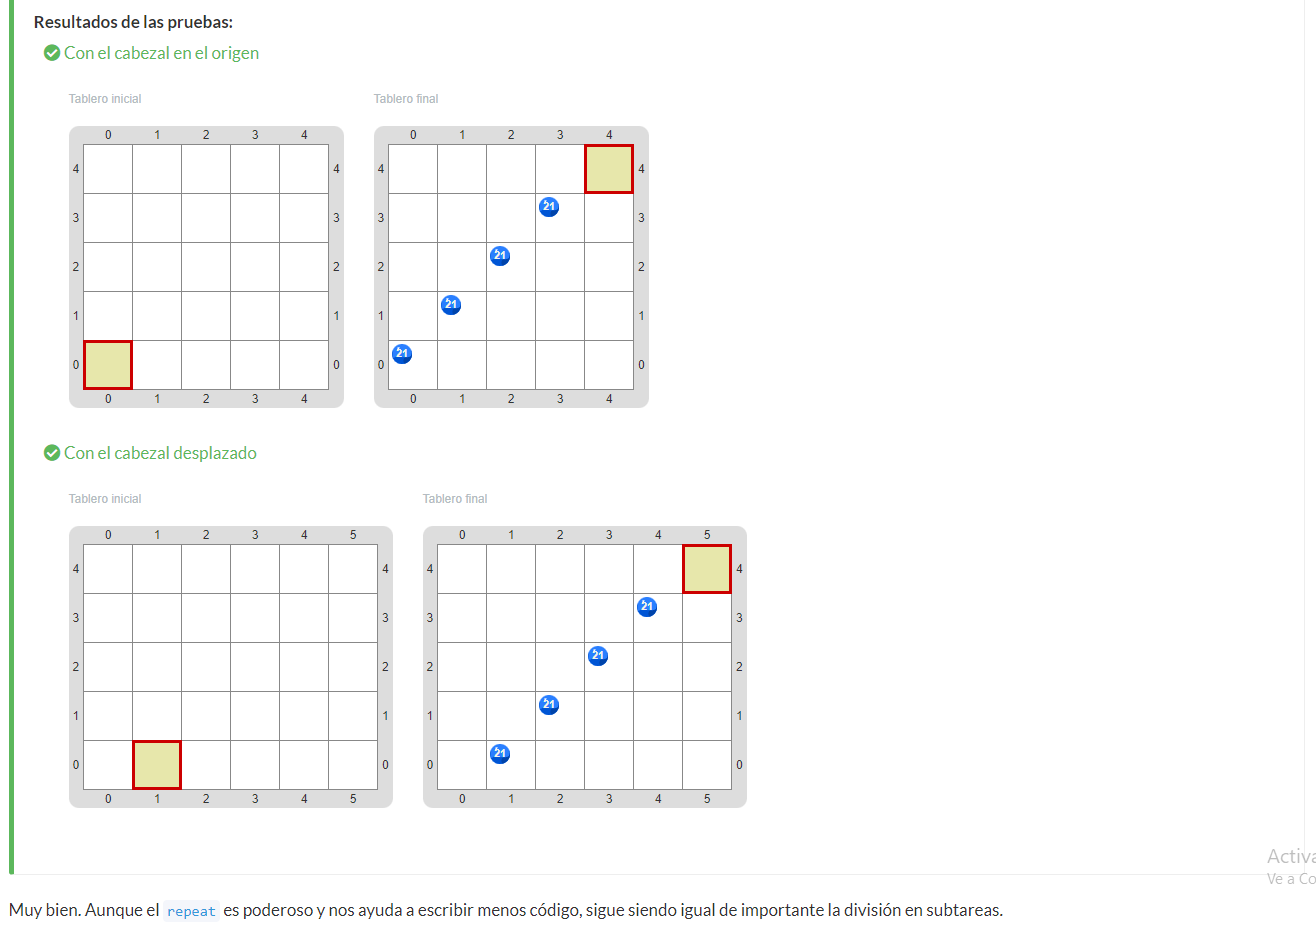 Resultados de las pruebas:
Con el cabezal en el origen
Tablero inicial Tablero final
0 1 2 3 4 0 1 2 3 4
4 4 4 4
3 3 3 21 3
2 2 2 21 2
1 1 1 21 1
0 0 0 21 0
0 1 2 3 4 0 1 2 3 4
Con el cabezal desplazado
Tablero inicial Tablero final
0 1 2 3 4 5 0 1 2 3 4 5
4 4 4 4
3 3 3 21 3
2 2 2 21 2
1 1 1 21 1
0 0 0 21 0
0 1 2 3 4 5 0 1 2 3 4 5
Activa
Ve a Co
Muy bien. Aunque el repeat es poderoso y nos ayuda a escribir menos código, sigue siendo igual de importante la división en subtareas.